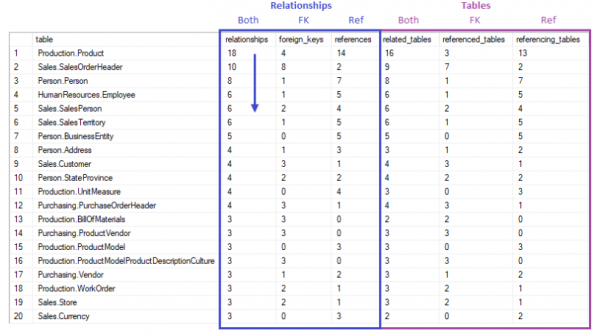 Relationships Tables
Both FK Ref Both FK Ref
table relationships foreign_keys references related_tables referenced_tables referencing_tables
1 Production.Product 18 4 14 16 3 13
2 Sales.SalesOrderHeader 10 8 2 9 7 2
3 Person.Person 8 1 7 8 1 7
4 HumanResources.Employee 6 1 5 6 1 5
5 Sales.SalesPerson 6 2 4 6 2 4
6 Sales.SalesTerritory 6 1 5 6 1 5
7 Person.BusinessEntity 5 0 5 5 0 5
8 Person.Address 4 1 3 3 1 2
9 Sales.Customer 4 3 1 4 3 1
10 Person.StateProvince 4 2 2 4 2 2
11 Production.UnitMeasure 4 0 4 3 0 3
12 Purchasing.PurchaseOrderHeader 4 3 1 4 3 1
13 Production.BillOfMaterials 3 3 0 2 2 0
14 Purchasing.ProductVendor 3 3 0 3 3 0
15 Production.ProductModel 3 0 3 3 0 3
16 Production.ProductModelProductDescriptionCulture 3 3 0 3 3 0
17 Purchasing.Vendor 3 1 2 3 1 2
18 Production.WorkOrder 3 2 1 3 2 1
19 Sales.Store 3 2 1 3 2 1
20 Sales.Currency 3 0 3 2 0 2